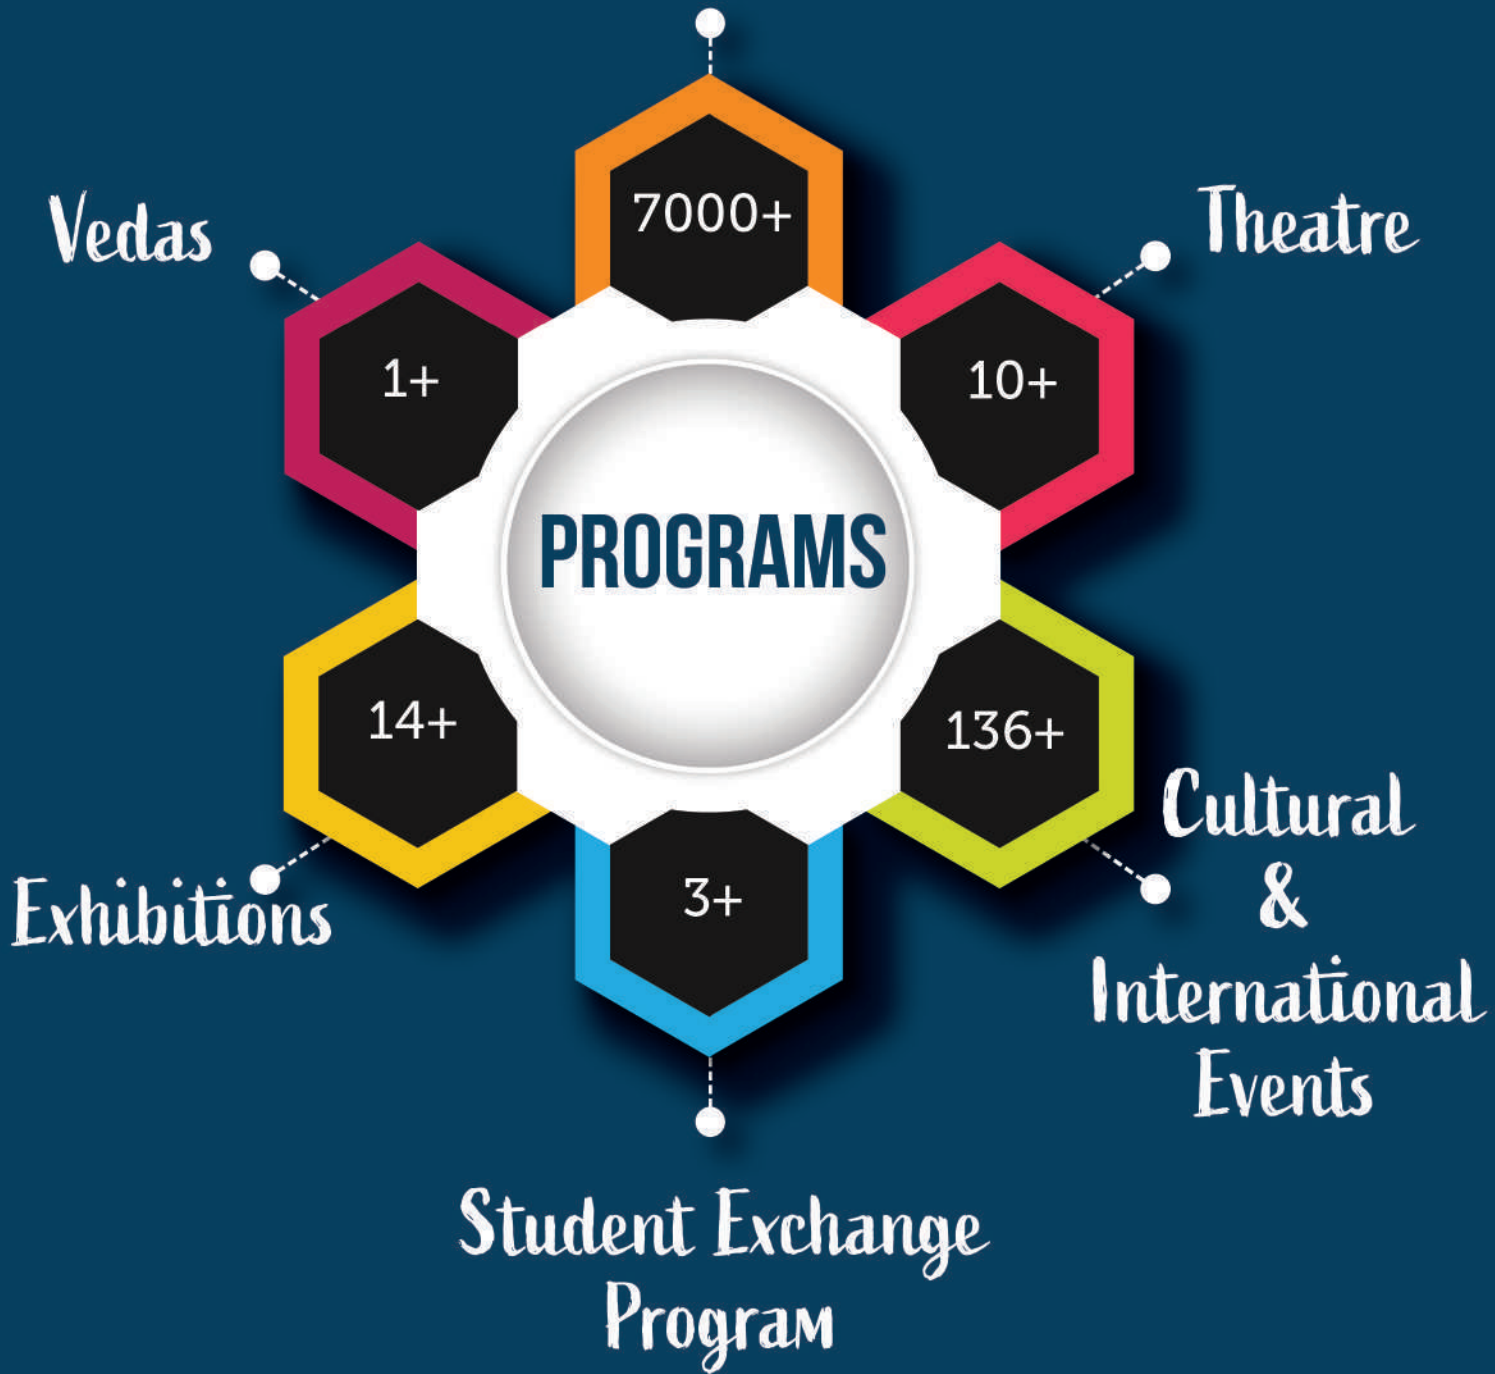 7000+
Vedas
Theatre
1+
10+
PROGRAMS
14+
136+
Cultural
&
International
Events
Exhibitions
3+
Student Exchange
Program